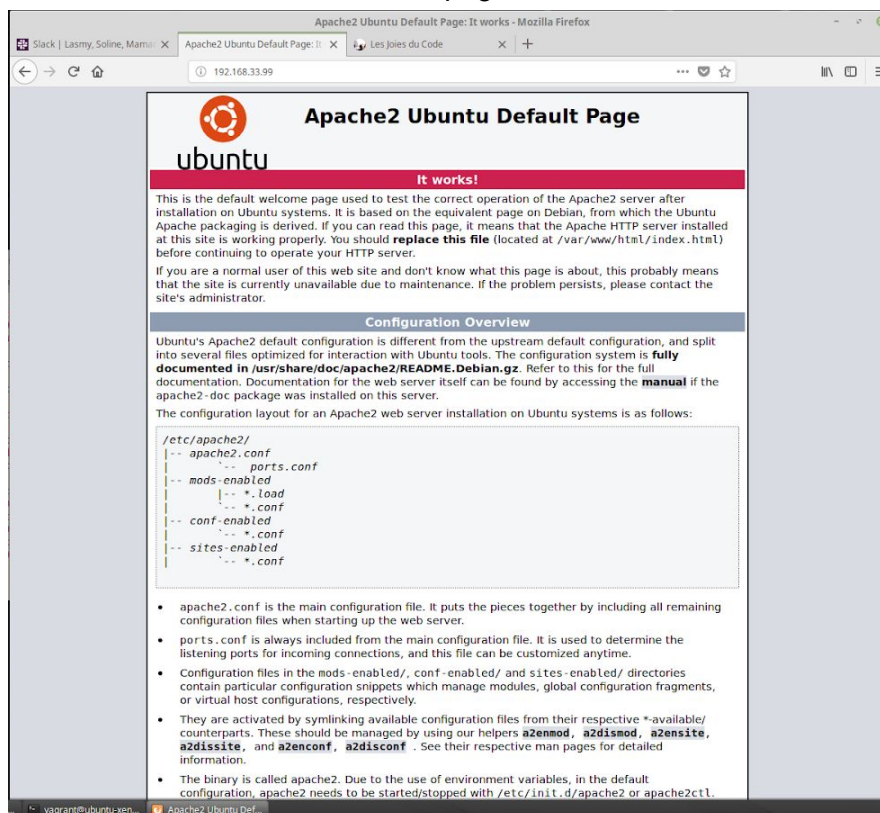 Apache2 Ubuntu Default Page: It works - Mozilla Firefox
Slack | Lasmy, Soline, Mamar
Apache2 Ubuntu Default Page: It
Les Joies du Code
192.168.33.99
Apache2 Ubuntu Default Page
ubuntu
It works!
This is the default welcome page used to test the correct operation of the Apache2 server after
installation on Ubuntu systems. It is based on the equivalent page on Debian, from which the Ubuntu
Apache packaging is derived. If you can read this page, it means that the Apache HTTP server installed
at this site is working properly. You should replace this file (located at /var/www/html/index.html)
before continuing to operate your HTTP server.
If you are a normal user of this web site and don't know what this page is about, this probably means
that the site is currently unavailable due to maintenance. If the problem persists, please contact the
site's administrator.
Configuration Overview
Ubuntu's Apache2 default configuration is different from the upstream default configuration, and split
into several files optimized for interaction with Ubuntu tools. The configuration system is fully
documented in /usr/share/doc/apache2/README.Debian.gz. Refer to this for the full
documentation. Documentation for the web server itself can be found by accessing the manual if the
apache2-doc package was installed on this server.
The configuration layout for an Apache2 web server installation on Ubuntu systems is as follows:
/etc/apache2/
|-- apache2.conf
|       `--  ports.conf
|-- mods-enabled
|       |-- *.load
|       `-- *.conf
|-- conf-enabled
|       `-- *.conf
|-- sites-enabled
|       `-- *.conf
• apache2.conf is the main configuration file. It puts the pieces together by including all remaining
configuration files when starting up the web server.
• ports.conf is always included from the main configuration file. It is used to determine the
listening ports for incoming connections, and this file can be customized anytime.
• Configuration files in the mods-enabled/, conf-enabled/ and sites-enabled/ directories
contain particular configuration snippets which manage modules, global configuration fragments,
or virtual host configurations, respectively.
• They are activated by symlinking available configuration files from their respective *-available/
counterparts. These should be managed by using our helpers a2enmod, a2dismod, a2ensite,
a2dissite, and a2enconf, a2disconf . See their respective man pages for detailed
information.
• The binary is called apache2. Due to the use of environment variables, in the default
configuration, apache2 needs to be started/stopped with /etc/init.d/apache2 or apache2ctl.
vagrant@ubuntu-xen...
Apache2 Ubuntu Def...